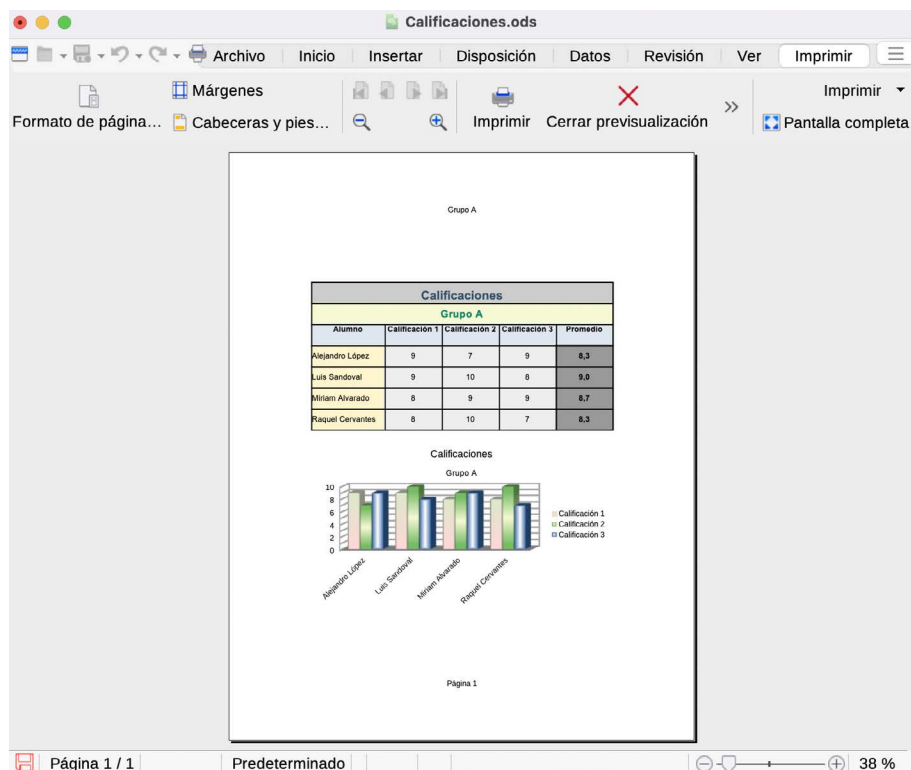 Calificaciones.ods
Archivo Inicio Insertar Disposición Datos Revisión Ver Imprimir
Formato de página...
Márgenes
Cabeceras y pies...
Imprimir
Cerrar previsualización
»
Imprimir
Pantalla completa
Grupo A
Calificaciones
Grupo A
Alumno Calificación 1 Calificación 2 Calificación 3 Promedio
Alejandro López 9 7 9 8,3
Luis Sandoval 9 10 8 9,0
Miriam Alvarado 8 9 9 8,7
Raquel Cervantes 8 10 7 8,3
Calificaciones
Grupo A
10
8
6
4
2
0
Calificación 1
Calificación 2
Calificación 3
Alejandro López
Luis Sandoval
Miriam Alvarado
Raquel Cervantes
Página 1
Página 1 / 1 Predeterminado 38 %